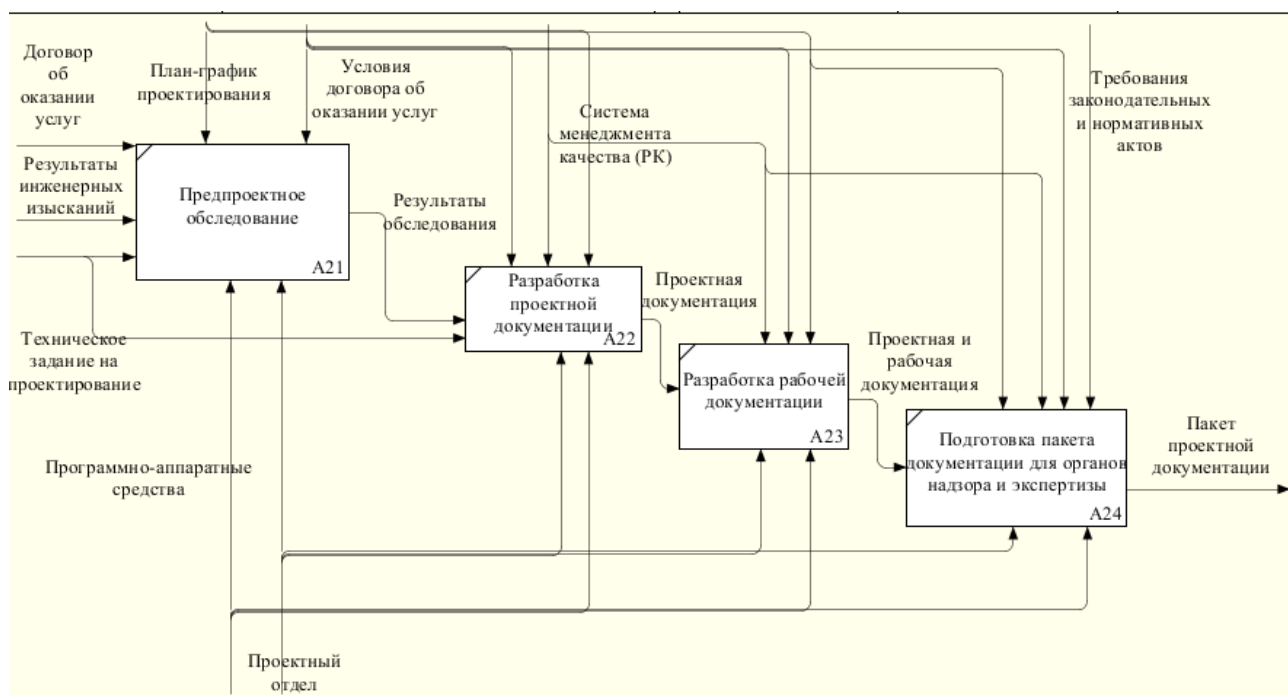 Договор
об
оказании
услуг
План-график
проектирования
Условия
договора об
оказании услуг
Система
менеджмента
качества (РК)
Требования
законодательных
и нормативных
актов
Результаты
инженерных
изысканий
Предпроектное
обследование
A21
Результаты
обследования
Разработка
проектной
документации
A22
Проектная
документация
Техническое
задание на
проектирование
Разработка рабочей
документации
A23
Проектная и
рабочая
документация
Подготовка пакета
документации для органов
надзора и экспертизы
A24
Пакет
проектной
документации
Программно-аппаратные
средства
Проектный
отдел